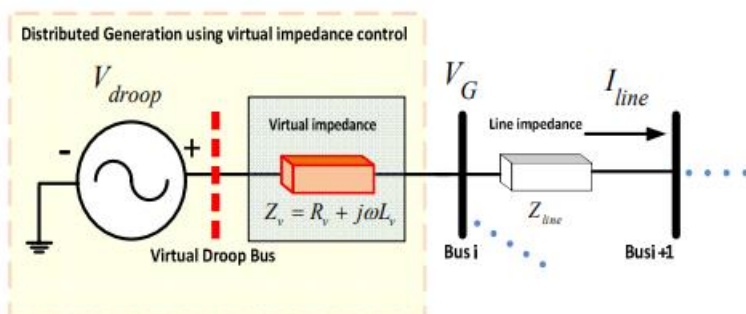 Distributed Generation using virtual impedance control
V_droop
-
+
Virtual impedance
Z_v = R_v + jωL_v
Virtual Droop Bus
V_G
Bus i
Line impedance
Z_line
I_line
Busi +1